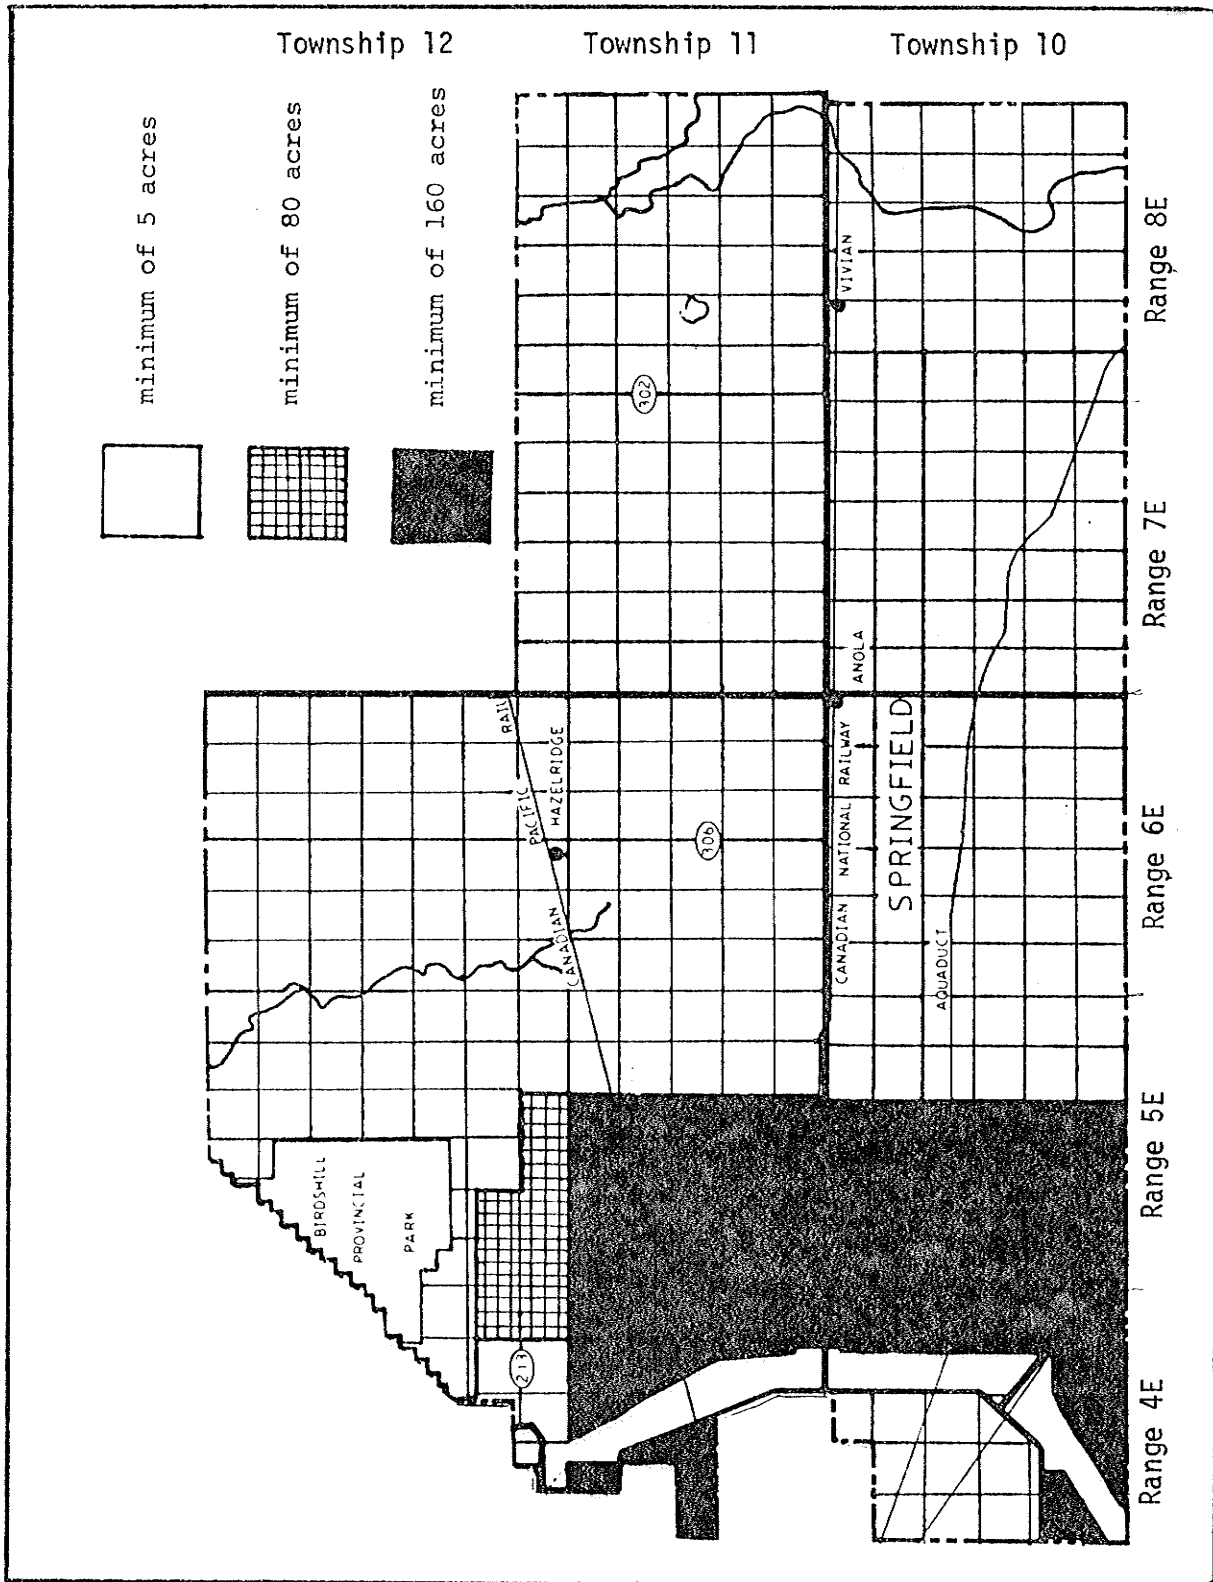 Township 12
Township 11
Township 10
minimum of 5 acres
minimum of 80 acres
minimum of 160 acres
302
VIVIAN
Range 8E
Range 7E
ANOLA
RAIL
PACIFIC
CANADIAN
HAZELRIDGE
306
CANADIAN NATIONAL RAILWAY
SPRINGFIELD
AQUADUCT
Range 6E
BIRDSHILL
PROVINCIAL
PARK
Range 5E
213
Range 4E